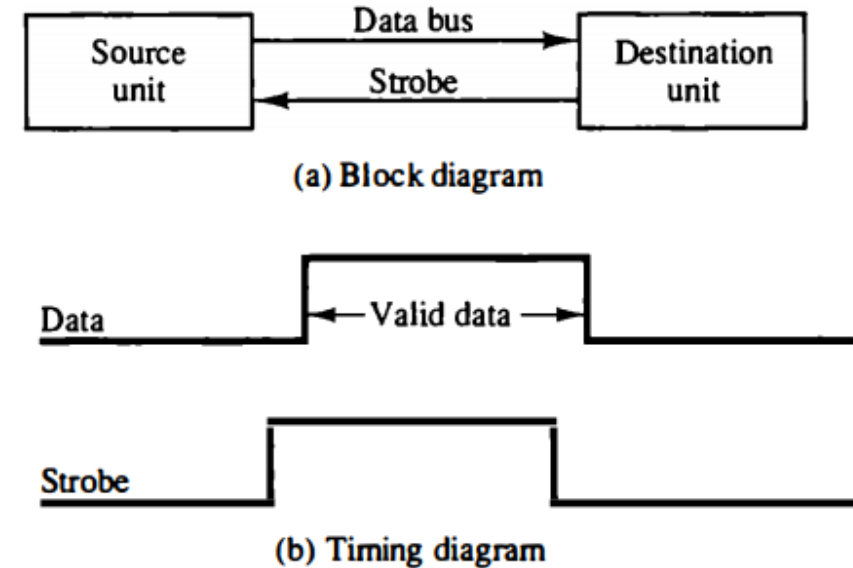 Data bus
Source
unit
Strobe
Destination
unit
(a) Block diagram
Data
Valid data
Strobe
(b) Timing diagram